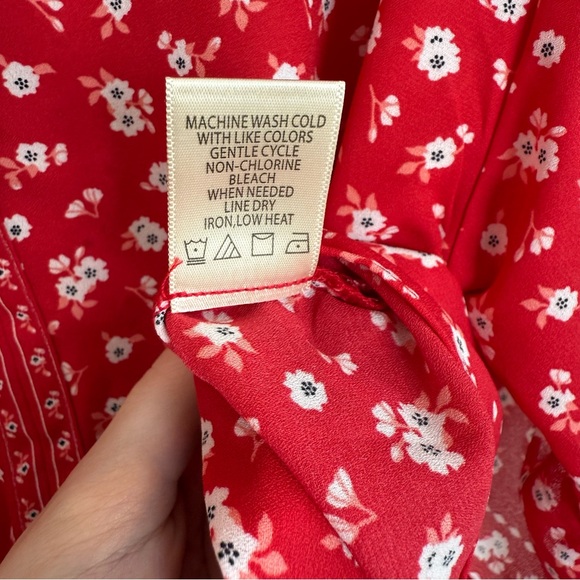 MACHINE WASH COLD
WITH LIKE COLORS
GENTLE CYCLE
NON-CHLORINE
BLEACH
WHEN NEEDED
LINE DRY
IRON,LOW HEAT